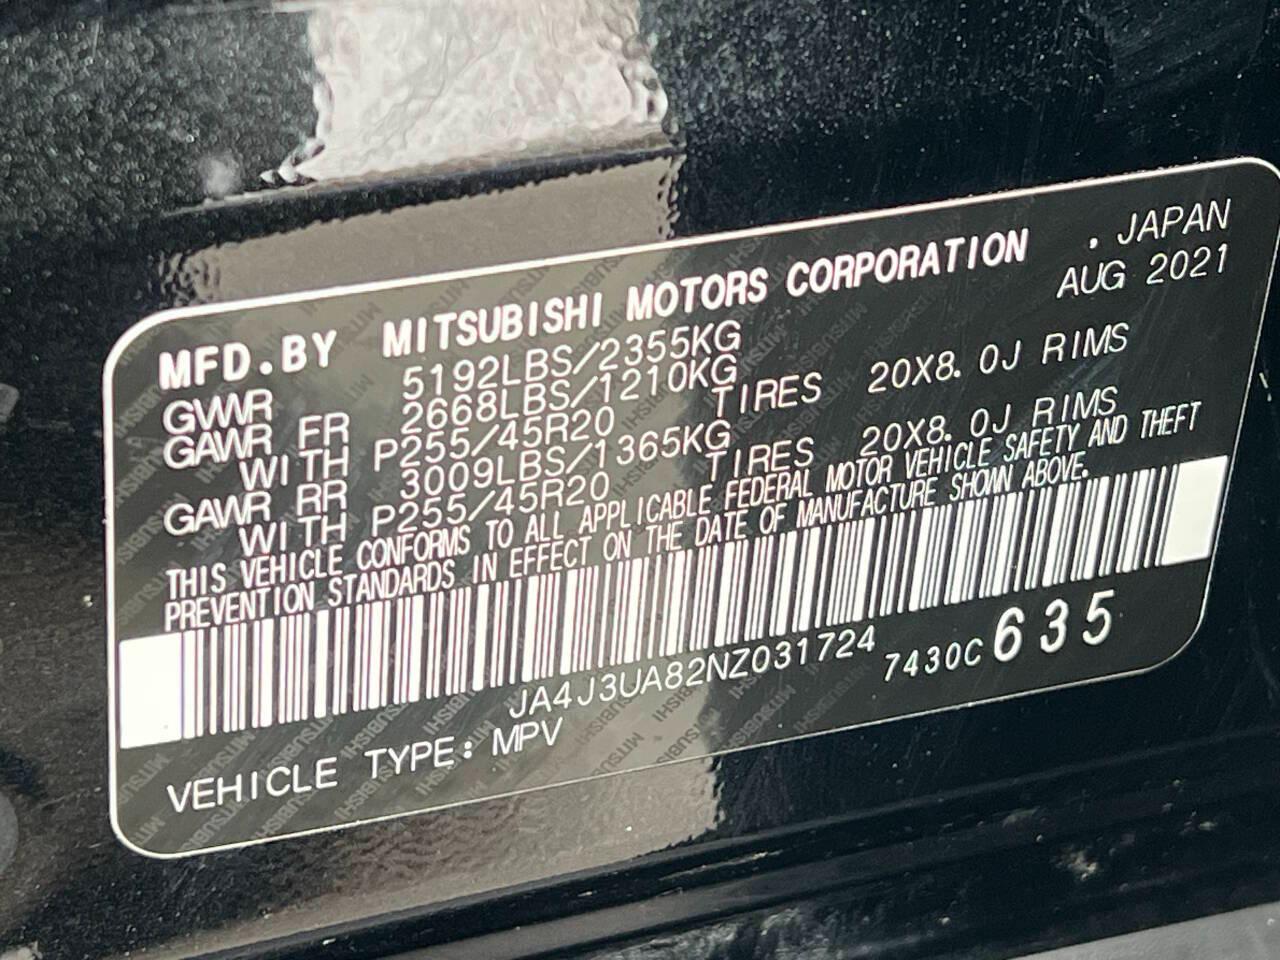 MFD.BY MITSUBISHI MOTORS CORPORATION . JAPAN
AUG 2021
GVWR 5192LBS/2355KG
GAWR FR 2668LBS/1210KG
WITH P255/45R20 TIRES 20X8.0J RIMS
GAWR RR 3009LBS/1365KG
WITH P255/45R20 TIRES 20X8.0J RIMS
THIS VEHICLE CONFORMS TO ALL APPLICABLE FEDERAL MOTOR VEHICLE SAFETY AND THEFT
PREVENTION STANDARDS IN EFFECT ON THE DATE OF MANUFACTURE SHOWN ABOVE.
JA4J3UA82NZ031724 7430C635
VEHICLE TYPE: MPV